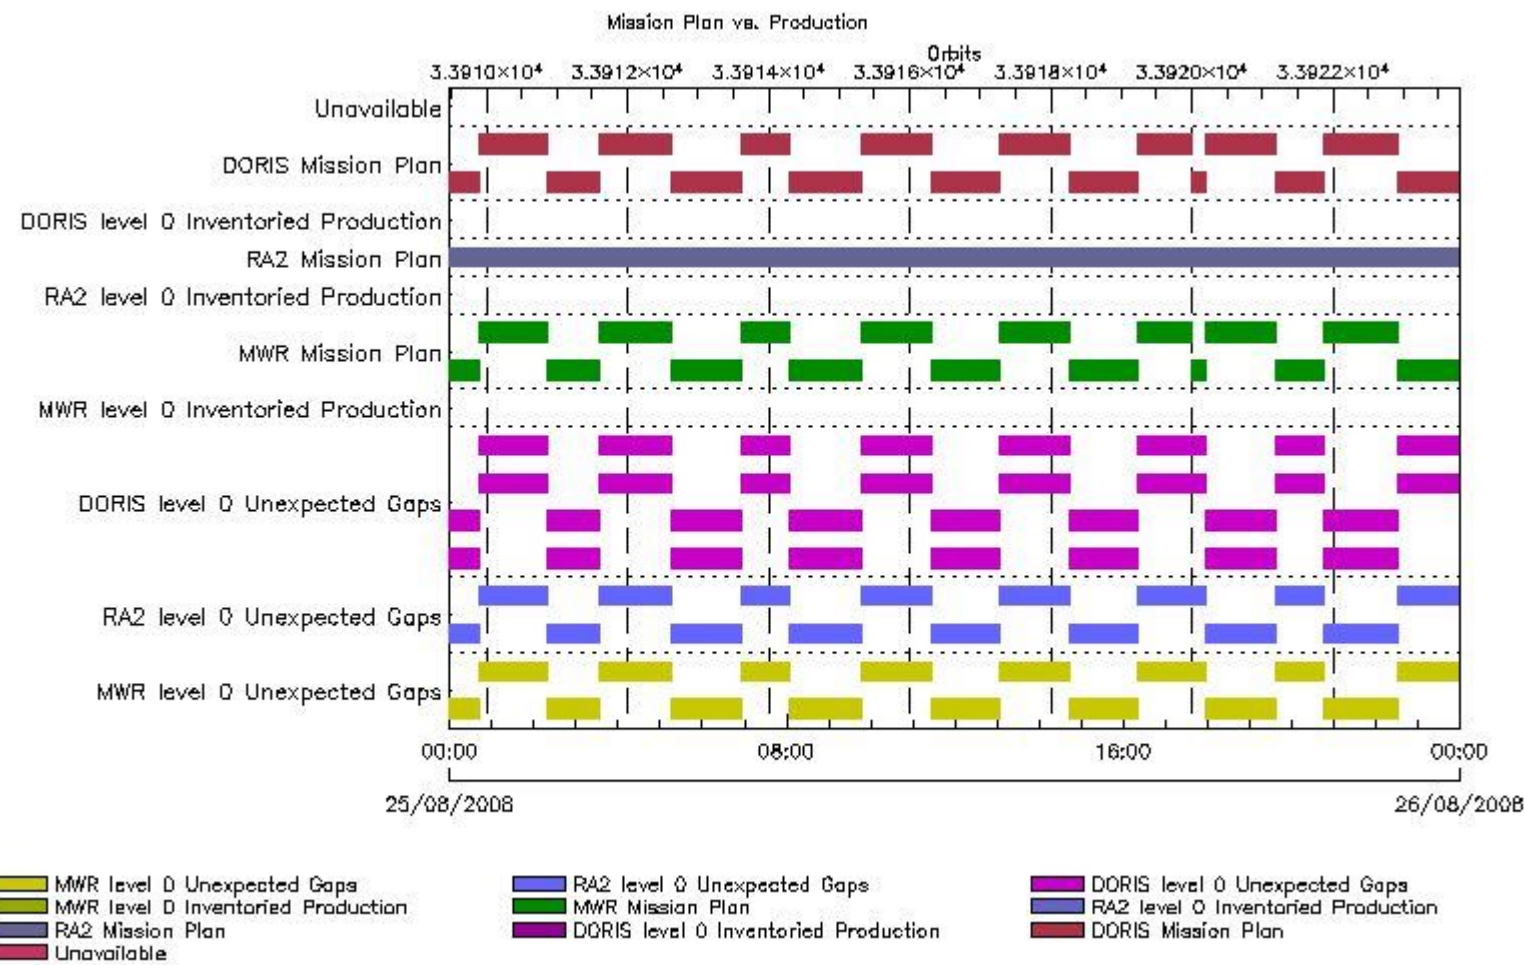 Mission Plan vs. Production
Orbits
3.3910×10⁴ 3.3912×10⁴ 3.3914×10⁴ 3.3916×10⁴ 3.3918×10⁴ 3.3920×10⁴ 3.3922×10⁴
Unavailable
DORIS Mission Plan
DORIS level 0 Inventoried Production
RA2 Mission Plan
RA2 level 0 Inventoried Production
MWR Mission Plan
MWR level 0 Inventoried Production
DORIS level 0 Unexpected Gaps
RA2 level 0 Unexpected Gaps
MWR level 0 Unexpected Gaps
00:00 08:00 16:00 00:00
25/08/2008 26/08/2008
MWR level 0 Unexpected Gaps RA2 level 0 Unexpected Gaps DORIS level 0 Unexpected Gaps
MWR level 0 Inventoried Production MWR Mission Plan RA2 level 0 Inventoried Production
RA2 Mission Plan DORIS level 0 Inventoried Production DORIS Mission Plan
Unavailable